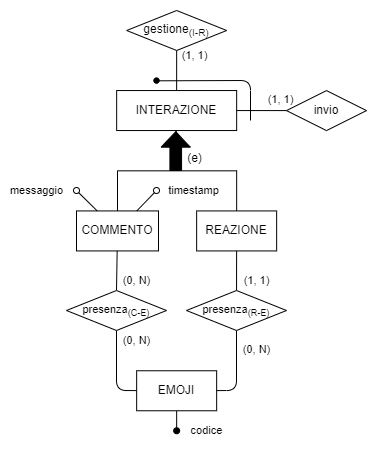 gestione(I-R)
(1, 1)
INTERAZIONE
(1, 1)
invio
(e)
messaggio
timestamp
COMMENTO
REAZIONE
(0, N)
(1, 1)
presenza(C-E)
presenza(R-E)
(0, N)
(0, N)
EMOJI
codice